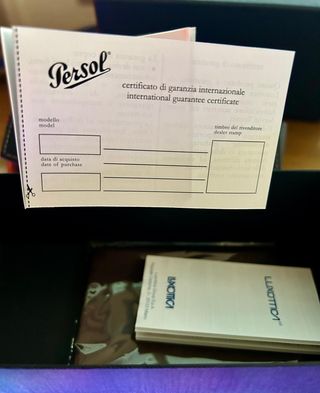 Persol
certificato di garanzia internazionale
international guarantee certificate
modello
model
timbro del rivenditore
dealer stamp
data di acquisto
date of purchase
LUXOTTICA
LUXOTTICA